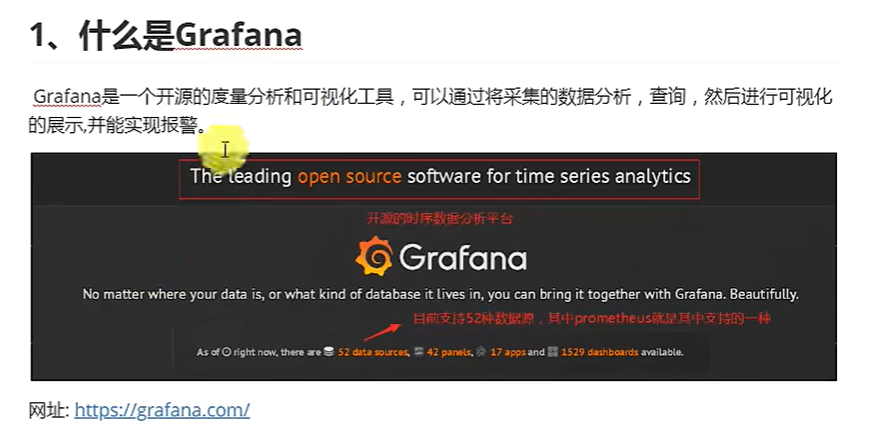 1、什么是Grafana
Grafana是一个开源的度量分析和可视化工具，可以通过将采集的数据分析，查询，然后进行可视化
的展示,并能实现报警。
The leading open source software for time series analytics
开源的时序数据分析平台
Grafana
No matter where your data is, or what kind of database it lives in, you can bring it together with Grafana. Beautifully.
目前支持52种数据源，其中prometheus就是其中支持的一种
As of right now, there are 52 data sources, 42 panels, 17 apps and 1529 dashboards available.
网址: https://grafana.com/